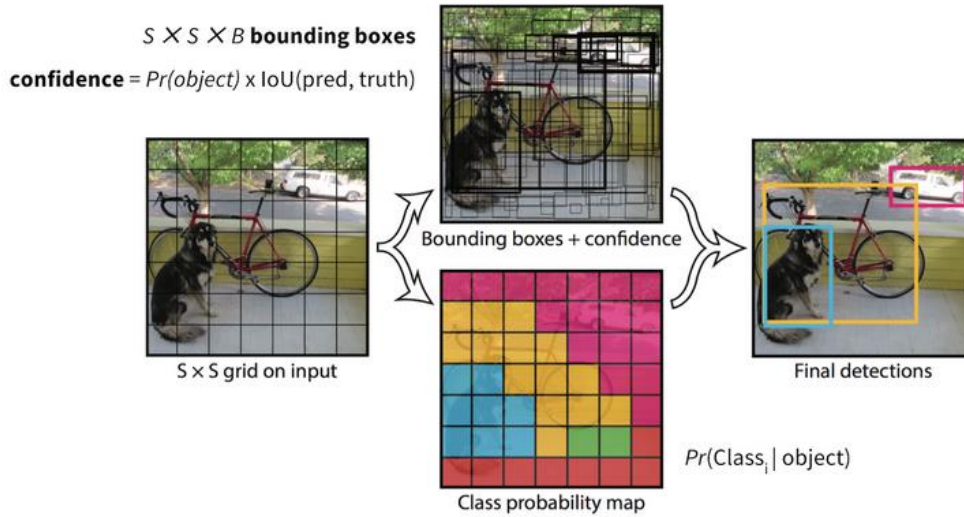 S × S × B bounding boxes
confidence = Pr(object) x IoU(pred, truth)
S × S grid on input
Bounding boxes + confidence
Class probability map
Pr(Classᵢ | object)
Final detections